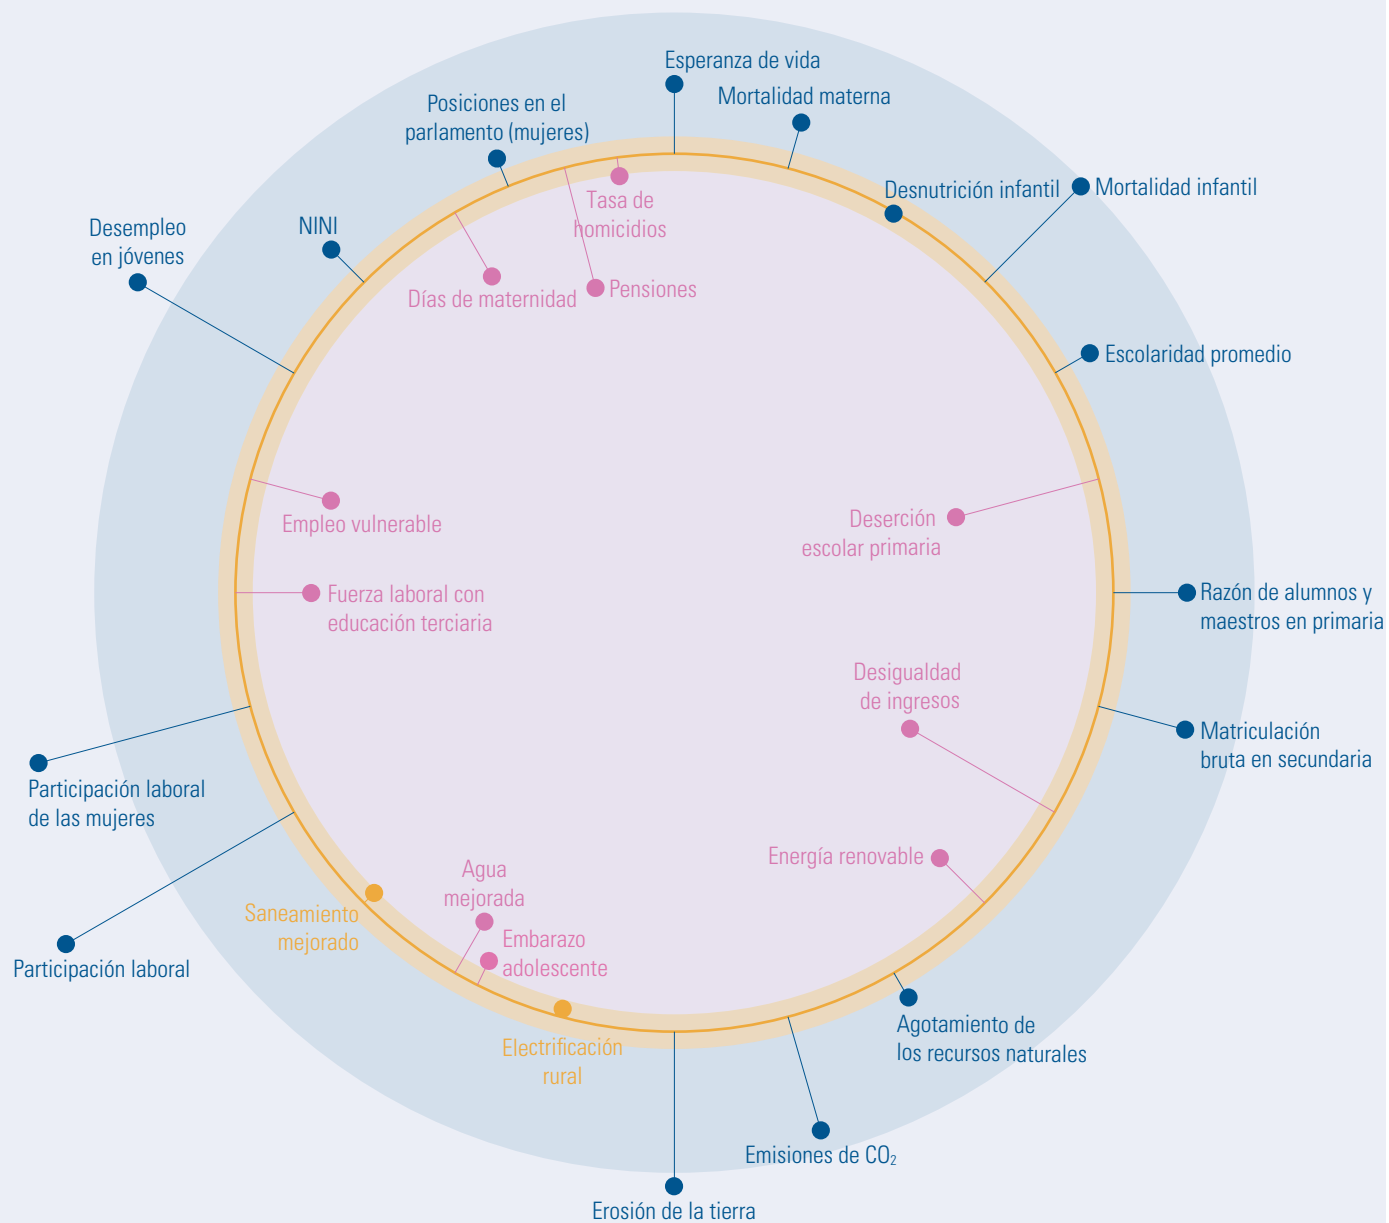 Esperanza de vida
Mortalidad materna
Posiciones en el
parlamento (mujeres)
Desnutrición infantil
Mortalidad infantil
Tasa de
homicidios
NINI
Desempleo
en jóvenes
Días de maternidad
Pensiones
Escolaridad promedio
Empleo vulnerable
Deserción
escolar primaria
Fuerza laboral con
educación terciaria
Razón de alumnos y
maestros en primaria
Desigualdad
de ingresos
Matriculación
bruta en secundaria
Participación laboral
de las mujeres
Energía renovable
Agua
mejorada
Saneamiento
mejorado
Embarazo
adolescente
Participación laboral
Agotamiento de
los recursos naturales
Electrificación
rural
Emisiones de CO₂
Erosión de la tierra